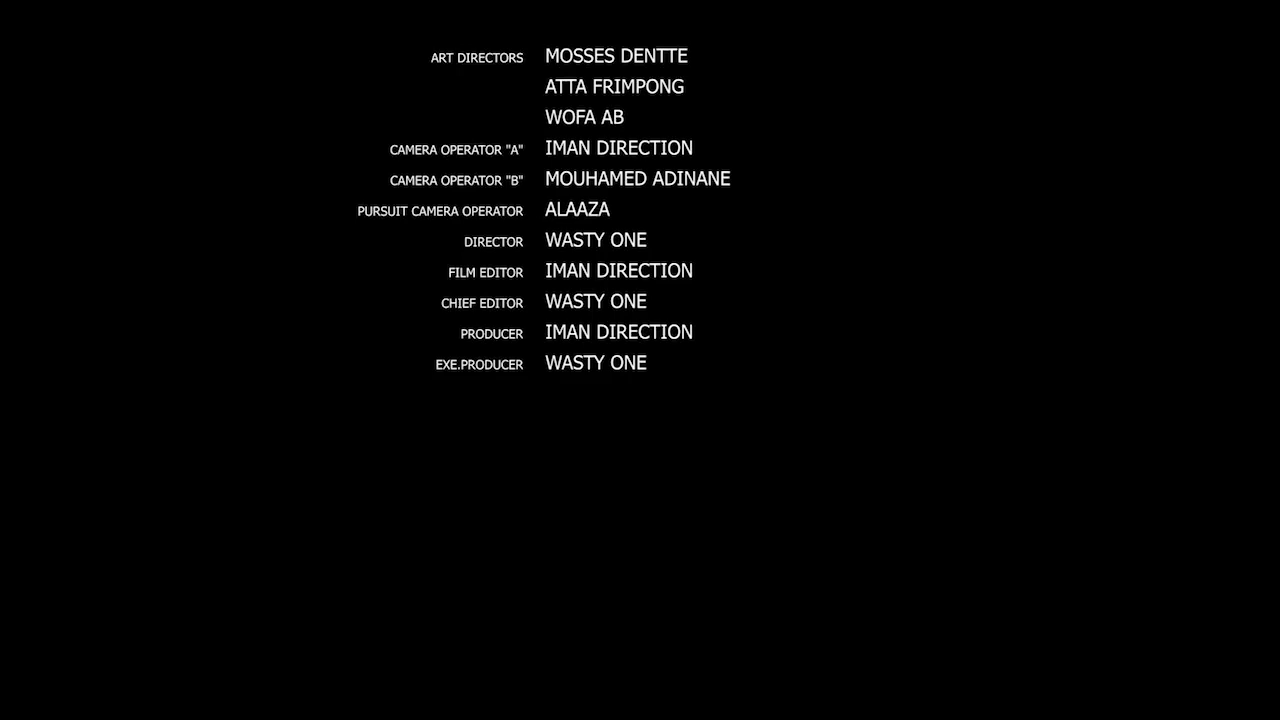 ART DIRECTORS MOSSES DENTTE
ATTA FRIMPONG
WOFA AB
CAMERA OPERATOR "A" IMAN DIRECTION
CAMERA OPERATOR "B" MOUHAMED ADINANE
PURSUIT CAMERA OPERATOR ALAAZA
DIRECTOR WASTY ONE
FILM EDITOR IMAN DIRECTION
CHIEF EDITOR WASTY ONE
PRODUCER IMAN DIRECTION
EXE.PRODUCER WASTY ONE